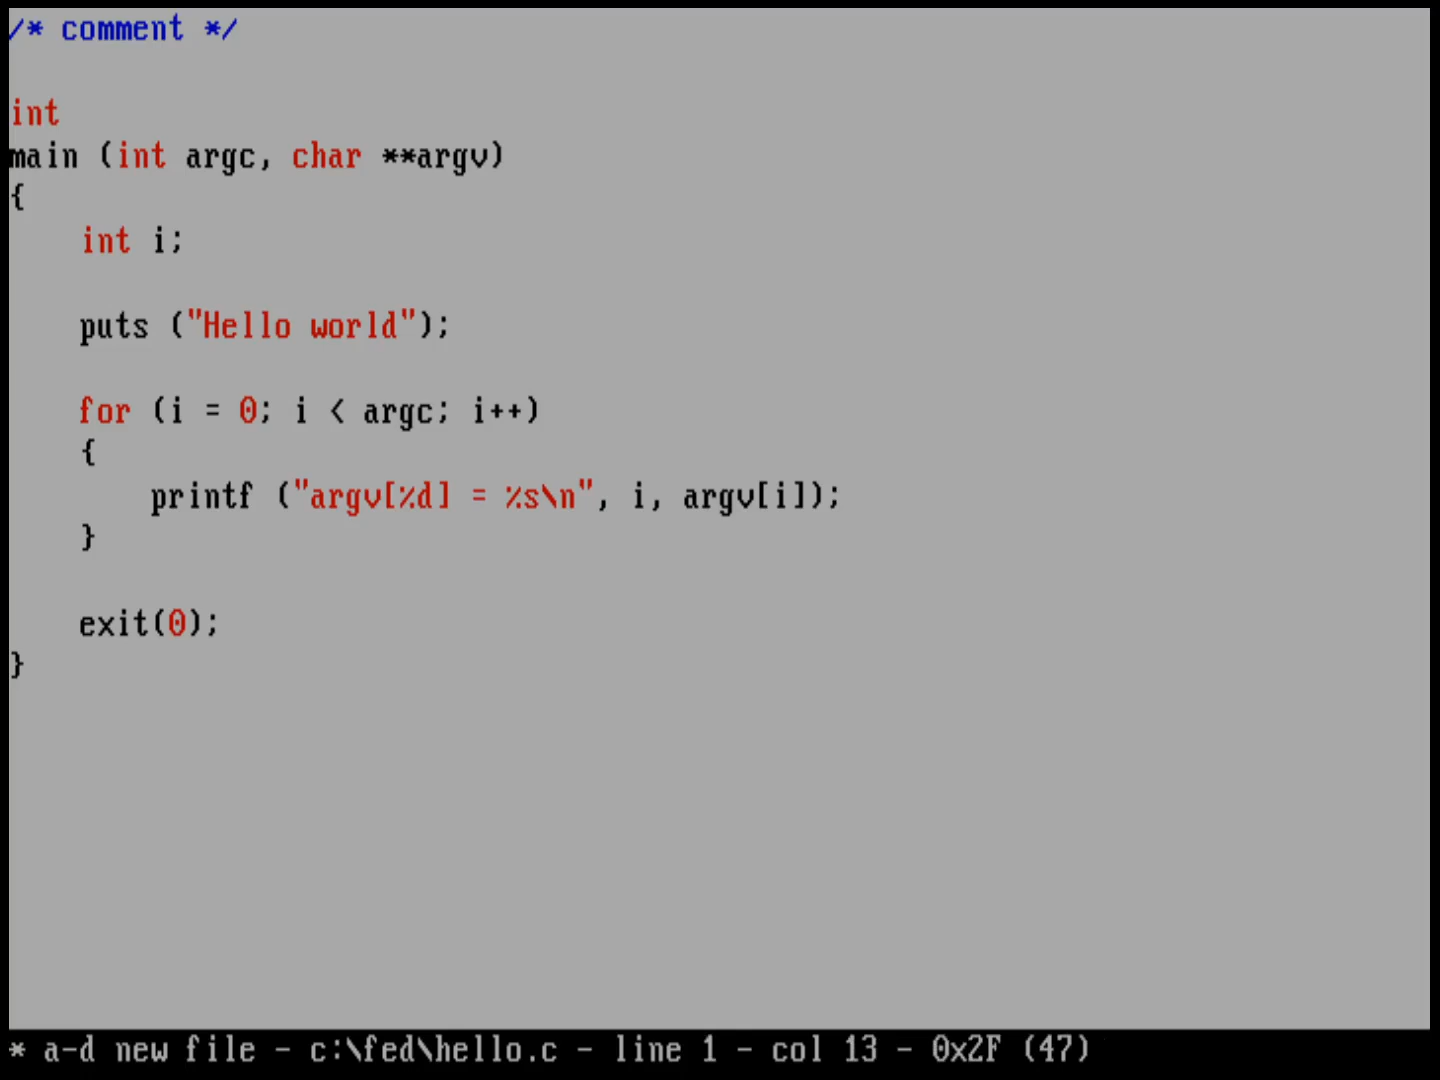 /* comment */
int
main (int argc, char **argv)
{
    int i;
    puts ("Hello world");
    for (i = 0; i < argc; i++)
    {
        printf ("argv[%d] = %s\n", i, argv[i]);
    }
    exit(0);
}
* a-d new file - c:\fed\hello.c - line 1 - col 13 - 0x2F (47)